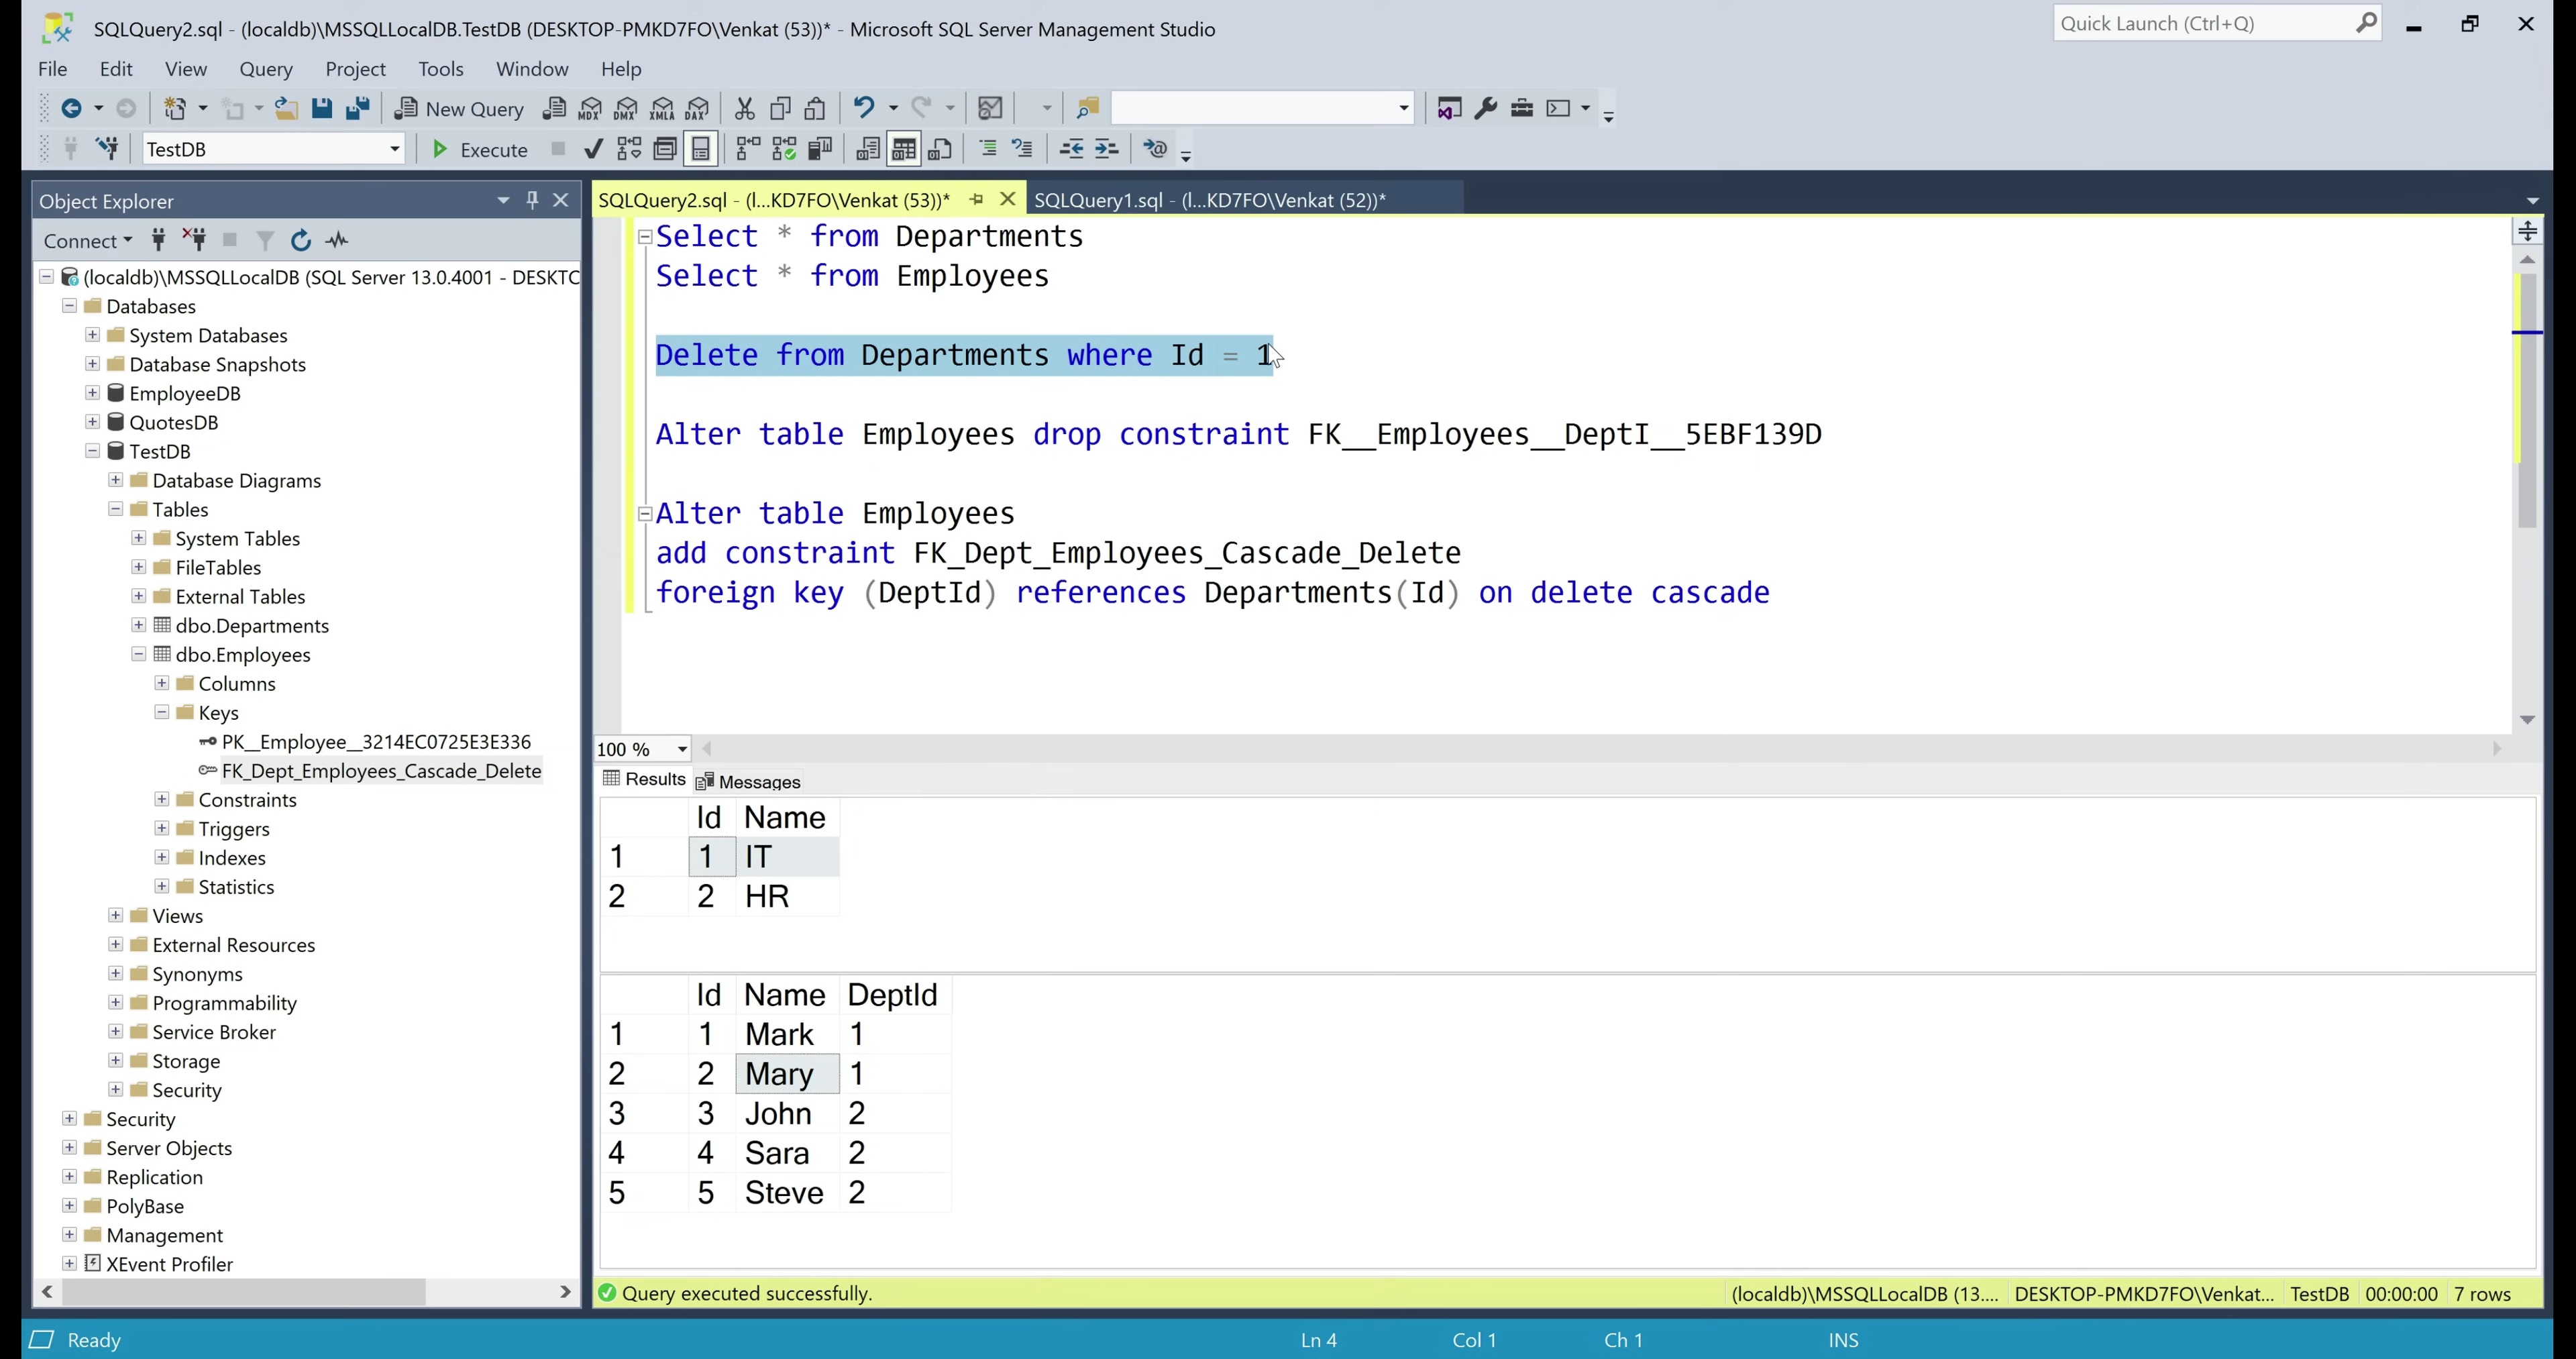 SQLQuery2.sql - (localdb)\MSSQLLocalDB.TestDB (DESKTOP-PMKD7FO\Venkat (53))* - Microsoft SQL Server Management Studio
Quick Launch (Ctrl+Q)
File Edit View Query Project Tools Window Help
New Query MDX DMX XMLA DAX
TestDB Execute
Object Explorer
Connect
(localdb)\MSSQLLocalDB (SQL Server 13.0.4001 - DESKTC
Databases
System Databases
Database Snapshots
EmployeeDB
QuotesDB
TestDB
Database Diagrams
Tables
System Tables
FileTables
External Tables
dbo.Departments
dbo.Employees
Columns
Keys
PK__Employee__3214EC0725E3E336
FK_Dept_Employees_Cascade_Delete
Constraints
Triggers
Indexes
Statistics
Views
External Resources
Synonyms
Programmability
Service Broker
Storage
Security
Security
Server Objects
Replication
PolyBase
Management
XEvent Profiler
SQLQuery2.sql - (l...KD7FO\Venkat (53))* SQLQuery1.sql - (l...KD7FO\Venkat (52))*
Select * from Departments
Select * from Employees
Delete from Departments where Id = 1
Alter table Employees drop constraint FK__Employees__DeptI__5EBF139D
Alter table Employees
add constraint FK_Dept_Employees_Cascade_Delete
foreign key (DeptId) references Departments(Id) on delete cascade
100 %
Results Messages
Id Name
1 1 IT
2 2 HR
Id Name DeptId
1 1 Mark 1
2 2 Mary 1
3 3 John 2
4 4 Sara 2
5 5 Steve 2
Query executed successfully. (localdb)\MSSQLLocalDB (13.... DESKTOP-PMKD7FO\Venkat... TestDB 00:00:00 7 rows
Ready Ln 4 Col 1 Ch 1 INS